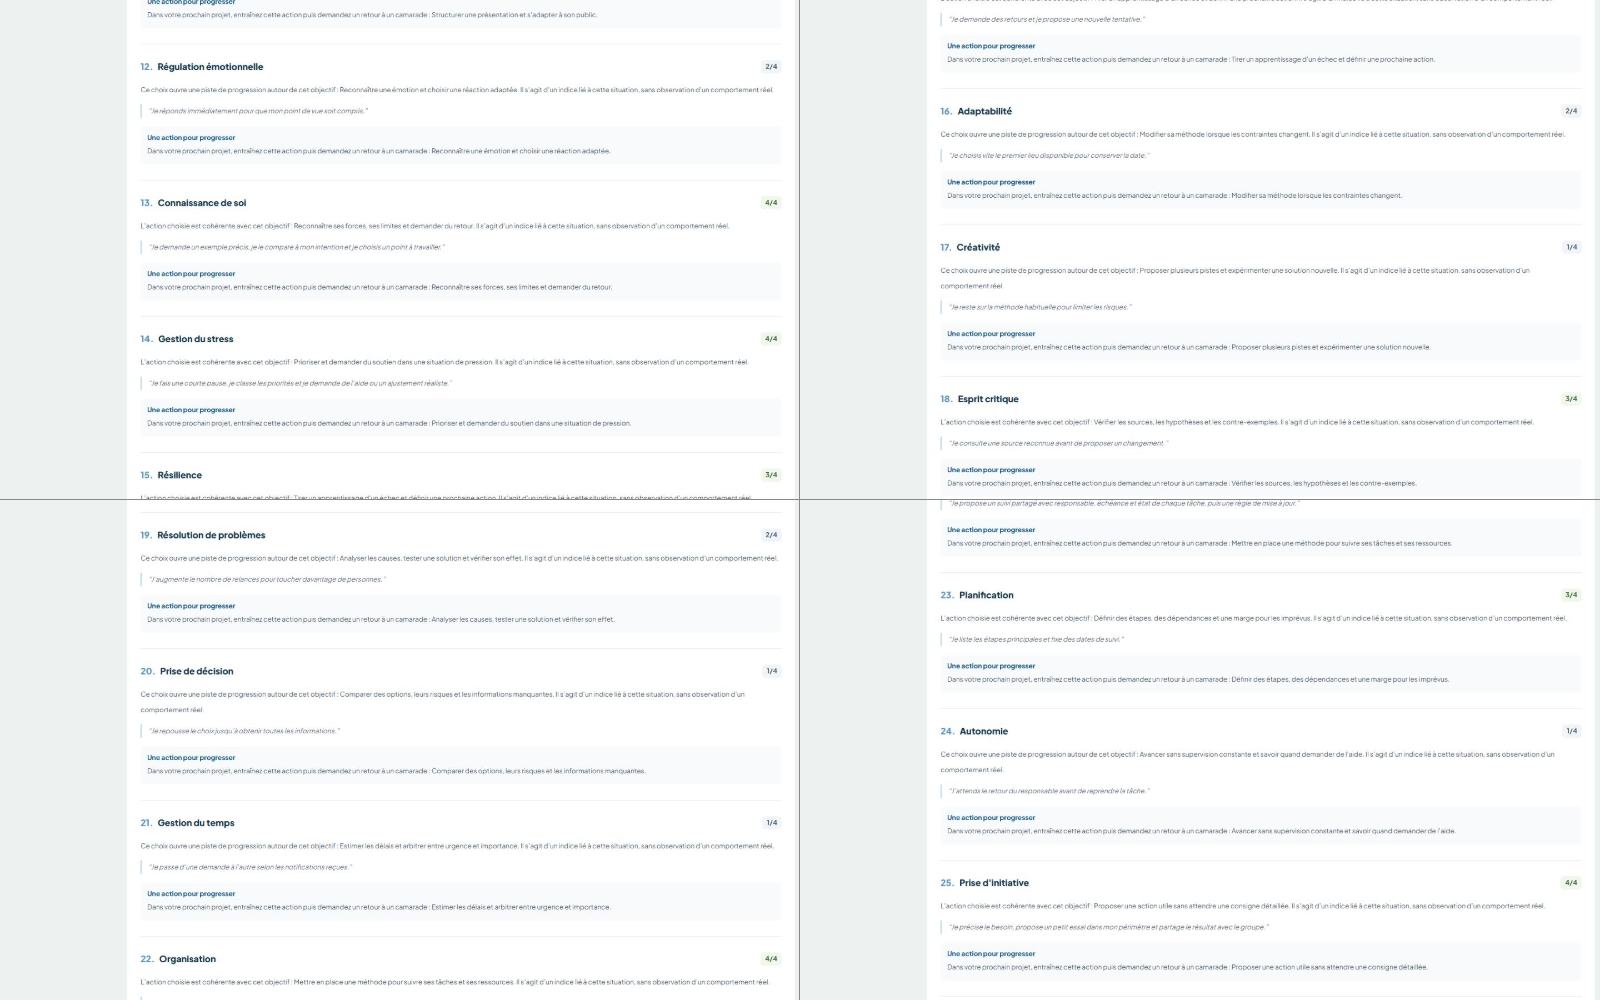 Une action pour progresser
Dans votre prochain projet, entraînez cette action puis demandez un retour à un camarade : Structurer une présentation et s'adapter à son public.
12. Régulation émotionnelle
2/4
Ce choix ouvre une piste de progression autour de cet objectif : Reconnaître une émotion et choisir une réaction adaptée. Il s'agit d'un indice lié à cette situation, sans observation d'un comportement réel.
"Je réponds immédiatement pour que mon point de vue soit compris."
Une action pour progresser
Dans votre prochain projet, entraînez cette action puis demandez un retour à un camarade : Reconnaître une émotion et choisir une réaction adaptée.
13. Connaissance de soi
4/4
L'action choisie est cohérente avec cet objectif : Reconnaître ses forces, ses limites et demander du retour. Il s'agit d'un indice lié à cette situation, sans observation d'un comportement réel.
"Je demande un exemple précis, je le compare à mon intention et je choisis un point à travailler."
Une action pour progresser
Dans votre prochain projet, entraînez cette action puis demandez un retour à un camarade : Reconnaître ses forces, ses limites et demander du retour.
14. Gestion du stress
4/4
L'action choisie est cohérente avec cet objectif : Prioriser et demander du soutien dans une situation de pression. Il s'agit d'un indice lié à cette situation, sans observation d'un comportement réel.
"Je fais une courte pause, je classe les priorités et je demande de l'aide ou un ajustement réaliste."
Une action pour progresser
Dans votre prochain projet, entraînez cette action puis demandez un retour à un camarade : Prioriser et demander du soutien dans une situation de pression.
15. Résilience
3/4
L'action choisie est cohérente avec cet objectif : Tirer un apprentissage d'un échec et définir une prochaine action. Il s'agit d'un indice lié à cette situation, sans observation d'un comportement réel.
"Je demande des retours et je propose une nouvelle tentative."
Une action pour progresser
Dans votre prochain projet, entraînez cette action puis demandez un retour à un camarade : Tirer un apprentissage d'un échec et définir une prochaine action.
16. Adaptabilité
2/4
Ce choix ouvre une piste de progression autour de cet objectif : Modifier sa méthode lorsque les contraintes changent. Il s'agit d'un indice lié à cette situation, sans observation d'un comportement réel.
"Je choisis vite le premier lieu disponible pour conserver la date."
Une action pour progresser
Dans votre prochain projet, entraînez cette action puis demandez un retour à un camarade : Modifier sa méthode lorsque les contraintes changent.
17. Créativité
1/4
Ce choix ouvre une piste de progression autour de cet objectif : Proposer plusieurs pistes et expérimenter une solution nouvelle. Il s'agit d'un indice lié à cette situation, sans observation d'un
comportement réel.
"Je reste sur la méthode habituelle pour limiter les risques."
Une action pour progresser
Dans votre prochain projet, entraînez cette action puis demandez un retour à un camarade : Proposer plusieurs pistes et expérimenter une solution nouvelle.
18. Esprit critique
3/4
L'action choisie est cohérente avec cet objectif : Vérifier les sources, les hypothèses et les contre-exemples. Il s'agit d'un indice lié à cette situation, sans observation d'un comportement réel.
"Je consulte une source reconnue avant de proposer un changement."
Une action pour progresser
Dans votre prochain projet, entraînez cette action puis demandez un retour à un camarade : Vérifier les sources, les hypothèses et les contre-exemples.
19. Résolution de problèmes
2/4
Ce choix ouvre une piste de progression autour de cet objectif : Analyser les causes, tester une solution et vérifier son effet. Il s'agit d'un indice lié à cette situation, sans observation d'un comportement réel.
"J'augmente le nombre de relances pour toucher davantage de personnes."
Une action pour progresser
Dans votre prochain projet, entraînez cette action puis demandez un retour à un camarade : Analyser les causes, tester une solution et vérifier son effet.
20. Prise de décision
1/4
Ce choix ouvre une piste de progression autour de cet objectif : Comparer des options, leurs risques et les informations manquantes. Il s'agit d'un indice lié à cette situation, sans observation d'un
comportement réel.
"Je repousse le choix jusqu'à obtenir toutes les informations."
Une action pour progresser
Dans votre prochain projet, entraînez cette action puis demandez un retour à un camarade : Comparer des options, leurs risques et les informations manquantes.
21. Gestion du temps
1/4
Ce choix ouvre une piste de progression autour de cet objectif : Estimer les délais et arbitrer entre urgence et importance. Il s'agit d'un indice lié à cette situation, sans observation d'un comportement réel.
"Je passe d'une demande à l'autre selon les notifications reçues."
Une action pour progresser
Dans votre prochain projet, entraînez cette action puis demandez un retour à un camarade : Estimer les délais et arbitrer entre urgence et importance.
22. Organisation
4/4
L'action choisie est cohérente avec cet objectif : Mettre en place une méthode pour suivre ses tâches et ses ressources. Il s'agit d'un indice lié à cette situation, sans observation d'un comportement réel.
"Je propose un suivi partagé avec responsable, échéance et état de chaque tâche, puis une règle de mise à jour."
Une action pour progresser
Dans votre prochain projet, entraînez cette action puis demandez un retour à un camarade : Mettre en place une méthode pour suivre ses tâches et ses ressources.
23. Planification
3/4
L'action choisie est cohérente avec cet objectif : Définir des étapes, des dépendances et une marge pour les imprévus. Il s'agit d'un indice lié à cette situation, sans observation d'un comportement réel.
"Je liste les étapes principales et fixe des dates de suivi."
Une action pour progresser
Dans votre prochain projet, entraînez cette action puis demandez un retour à un camarade : Définir des étapes, des dépendances et une marge pour les imprévus.
24. Autonomie
1/4
Ce choix ouvre une piste de progression autour de cet objectif : Avancer sans supervision constante et savoir quand demander de l'aide. Il s'agit d'un indice lié à cette situation, sans observation d'un
comportement réel.
"J'attends le retour du responsable avant de reprendre la tâche."
Une action pour progresser
Dans votre prochain projet, entraînez cette action puis demandez un retour à un camarade : Avancer sans supervision constante et savoir quand demander de l'aide.
25. Prise d'initiative
4/4
L'action choisie est cohérente avec cet objectif : Proposer une action utile sans attendre une consigne détaillée. Il s'agit d'un indice lié à cette situation, sans observation d'un comportement réel.
"Je précise le besoin, propose un petit essai dans mon périmètre et partage le résultat avec le groupe."
Une action pour progresser
Dans votre prochain projet, entraînez cette action puis demandez un retour à un camarade : Proposer une action utile sans attendre une consigne détaillée.